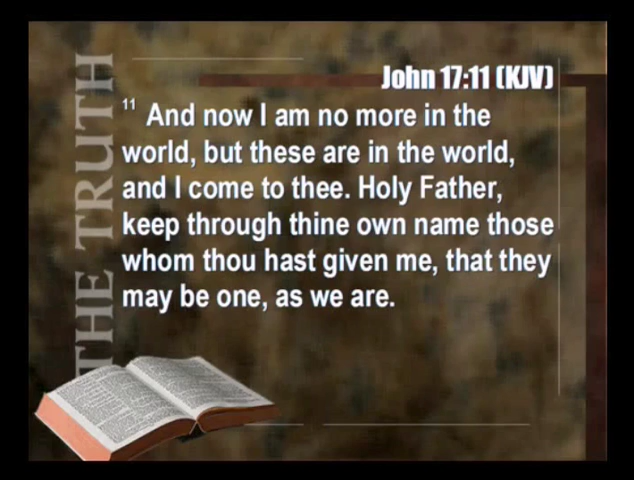 THE TRUTH
John 17:11 (KJV)
11 And now I am no more in the
world, but these are in the world,
and I come to thee. Holy Father,
keep through thine own name those
whom thou hast given me, that they
may be one, as we are.